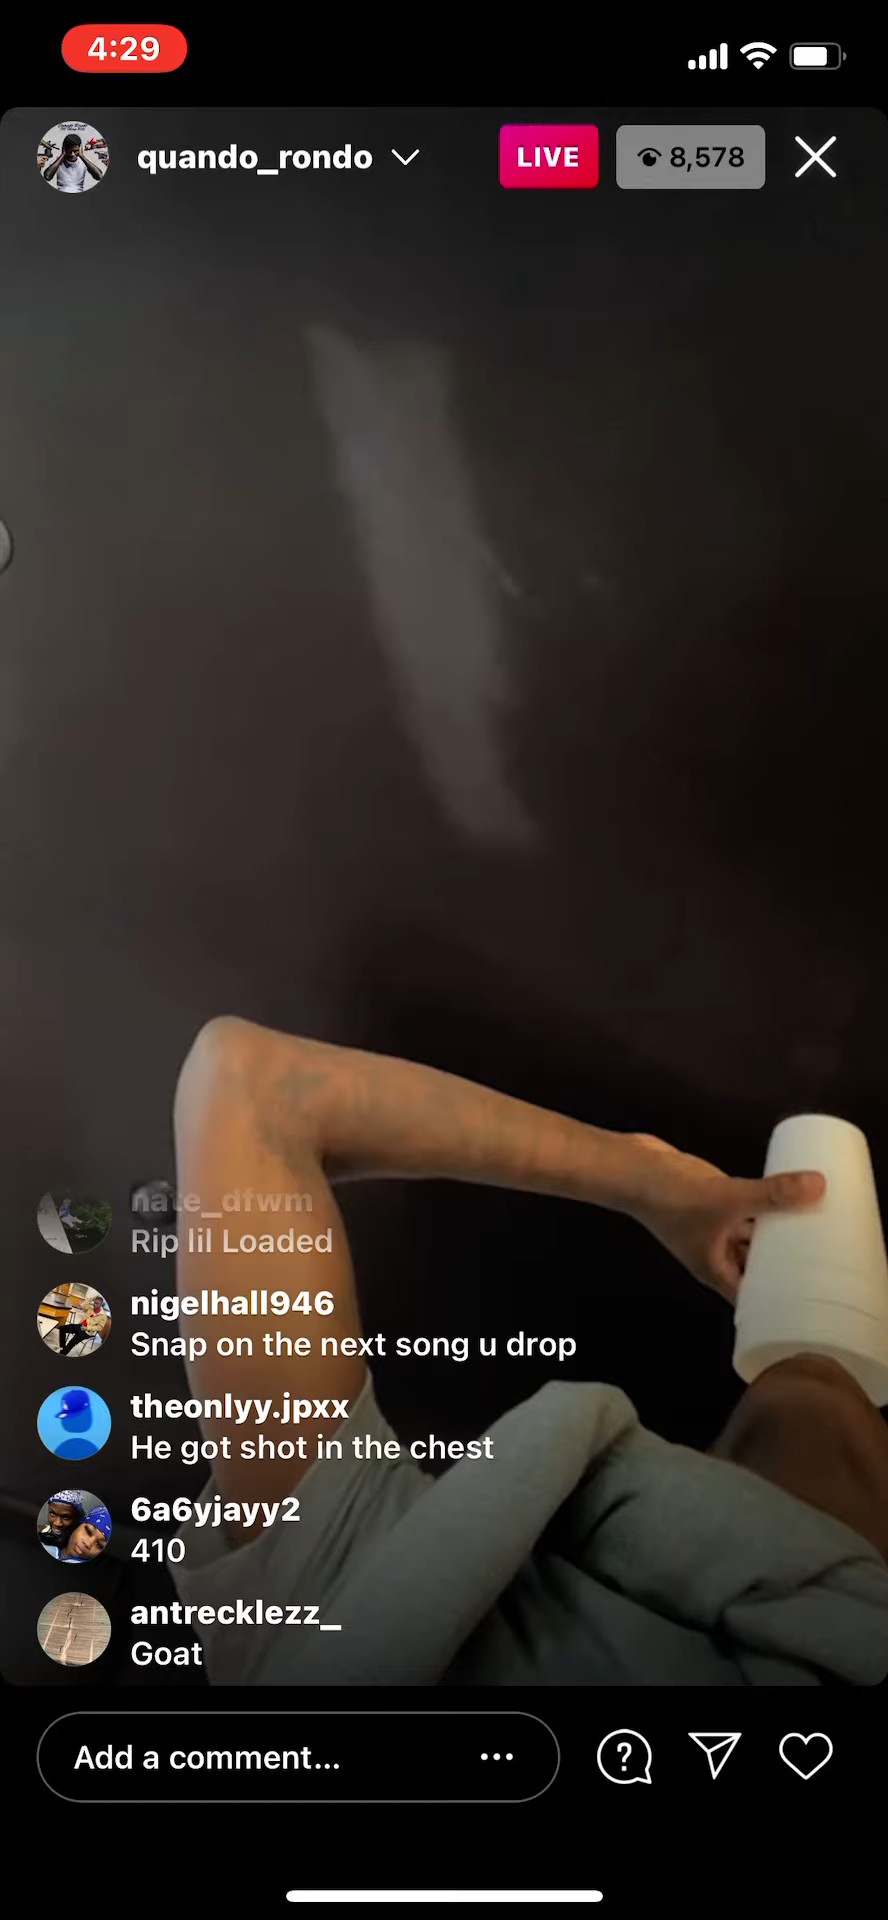 4:29
quando_rondo
LIVE
8,578
nate_dfwm
Rip lil Loaded
nigelhall946
Snap on the next song u drop
theonlyy.jpxx
He got shot in the chest
6a6yjayy2
410
antrecklezz_
Goat
Add a comment...